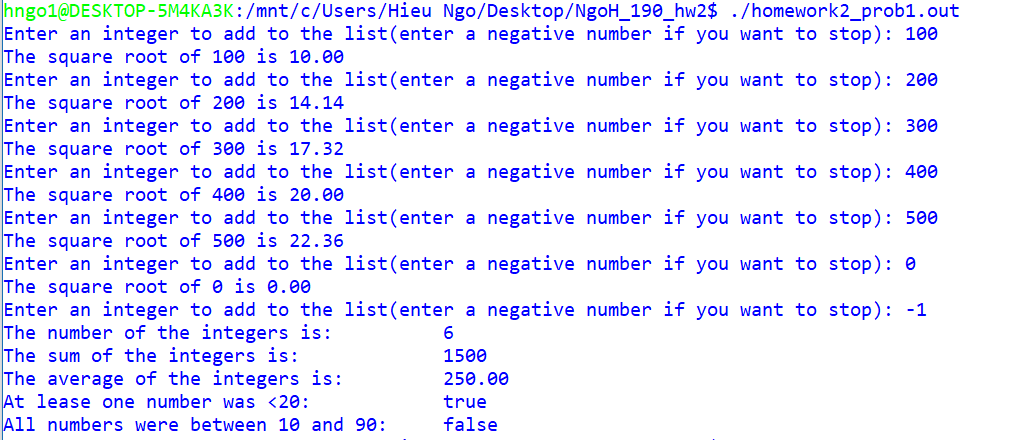 hngo1@DESKTOP-5M4KA3K:/mnt/c/Users/Hieu Ngo/Desktop/NgoH_190_hw2$ ./homework2_prob1.out
Enter an integer to add to the list(enter a negative number if you want to stop): 100
The square root of 100 is 10.00
Enter an integer to add to the list(enter a negative number if you want to stop): 200
The square root of 200 is 14.14
Enter an integer to add to the list(enter a negative number if you want to stop): 300
The square root of 300 is 17.32
Enter an integer to add to the list(enter a negative number if you want to stop): 400
The square root of 400 is 20.00
Enter an integer to add to the list(enter a negative number if you want to stop): 500
The square root of 500 is 22.36
Enter an integer to add to the list(enter a negative number if you want to stop): 0
The square root of 0 is 0.00
Enter an integer to add to the list(enter a negative number if you want to stop): -1
The number of the integers is:          6
The sum of the integers is:             1500
The average of the integers is:         250.00
At lease one number was <20:            true
All numbers were between 10 and 90:     false